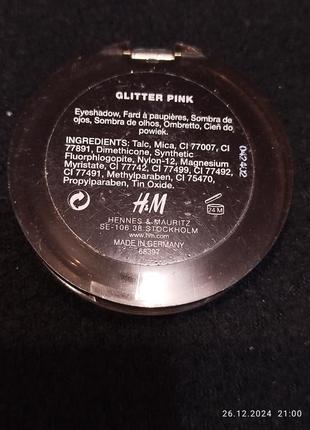 GLITTER PINK
Eyeshadow, Fard à paupières, Sombra de
ojos, Sombra de olhos, Ombretto, Cień do
powiek.
INGREDIENTS: Talc, Mica, CI 77007, CI
77891, Dimethicone, Synthetic
Fluorphlogopite, Nylon-12, Magnesium
Myristate, CI 77742, CI 77499, CI 77492,
CI 77491, Methylparaben, CI 75470,
Propylparaben, Tin Oxide.
H&M
24 M
HENNES & MAURITZ
SE-106 38 STOCKHOLM
www.hm.com
MADE IN GERMANY
68397
26.12.2024 21:00